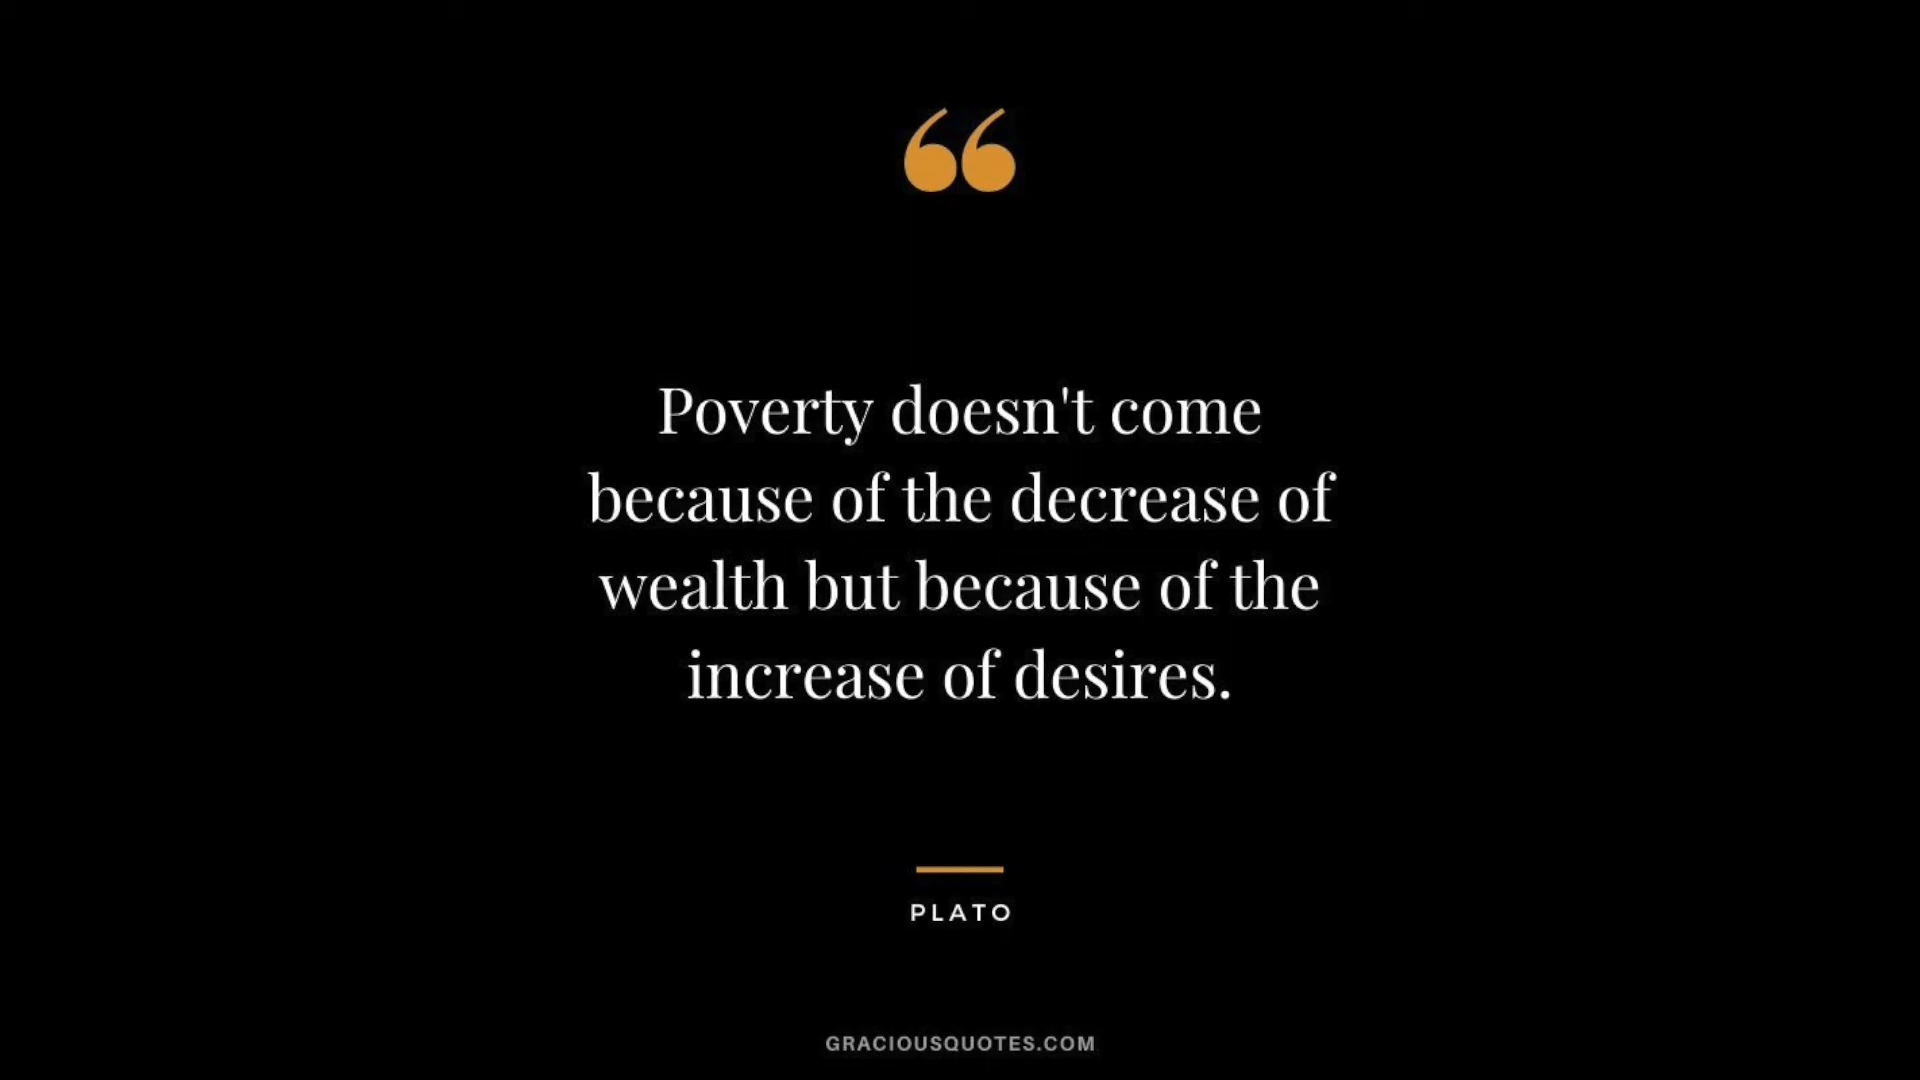 “
Poverty doesn't come
because of the decrease of
wealth but because of the
increase of desires.
PLATO
GRACIOUSQUOTES.COM